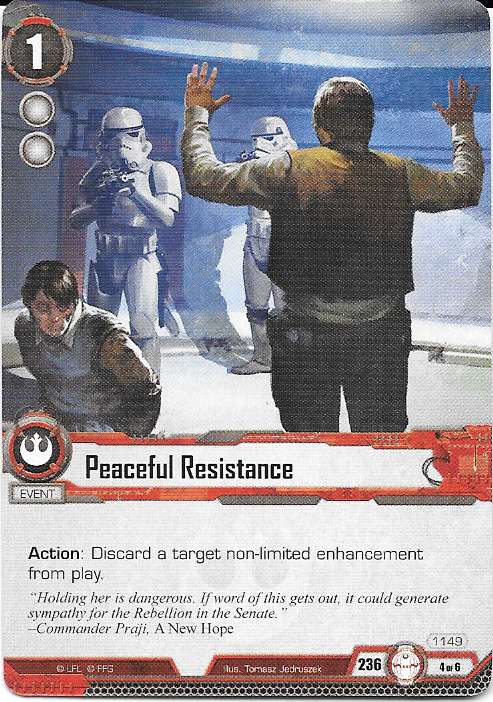 1
Peaceful Resistance
EVENT
Action: Discard a target non-limited enhancement
from play.
“Holding her is dangerous. If word of this gets out, it could generate
sympathy for the Rebellion in the Senate.”
–Commander Praji, A New Hope
1149
© LFL © FFG
Illus. Tomasz Jedruszek
236
4 OF 6